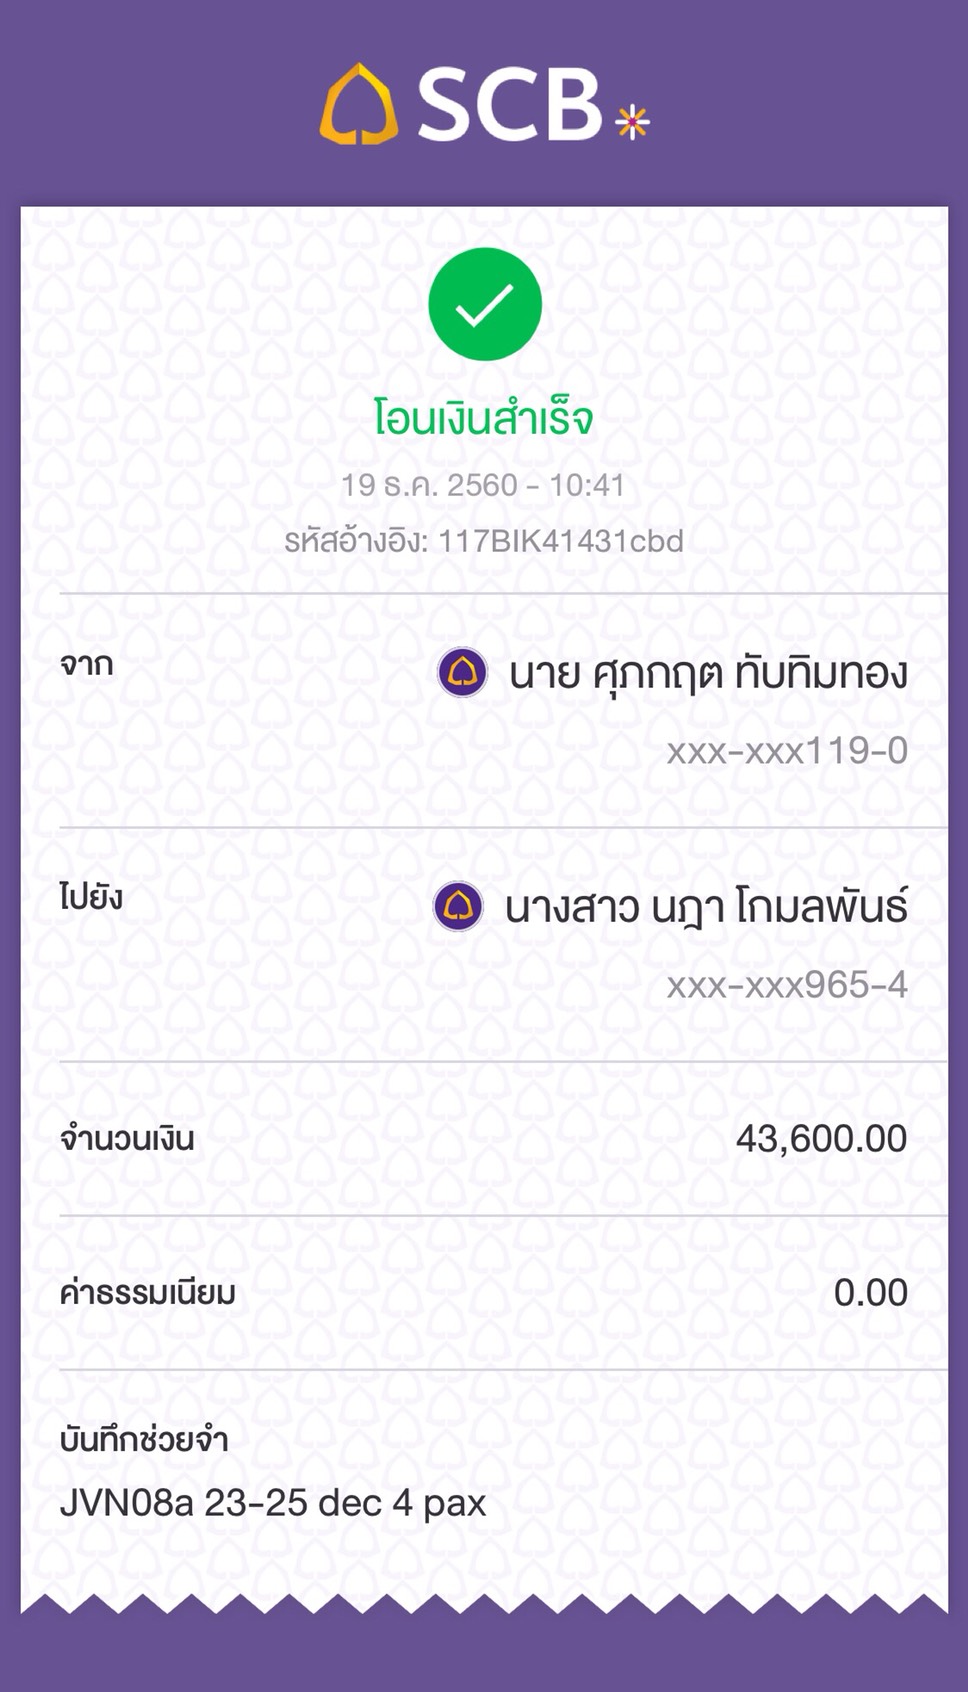 SCB
โอนเงินสำเร็จ
19 ธ.ค. 2560 - 10:41
รหัสอ้างอิง: 117BIK41431cbd
จาก
นาย ศุภกฤต ทับทิมทอง
xxx-xxx119-0
ไปยัง
นางสาว นฎา โกมลพันธ์
xxx-xxx965-4
จำนวนเงิน
43,600.00
ค่าธรรมเนียม
0.00
บันทึกช่วยจำ
JVN08a 23-25 dec 4 pax